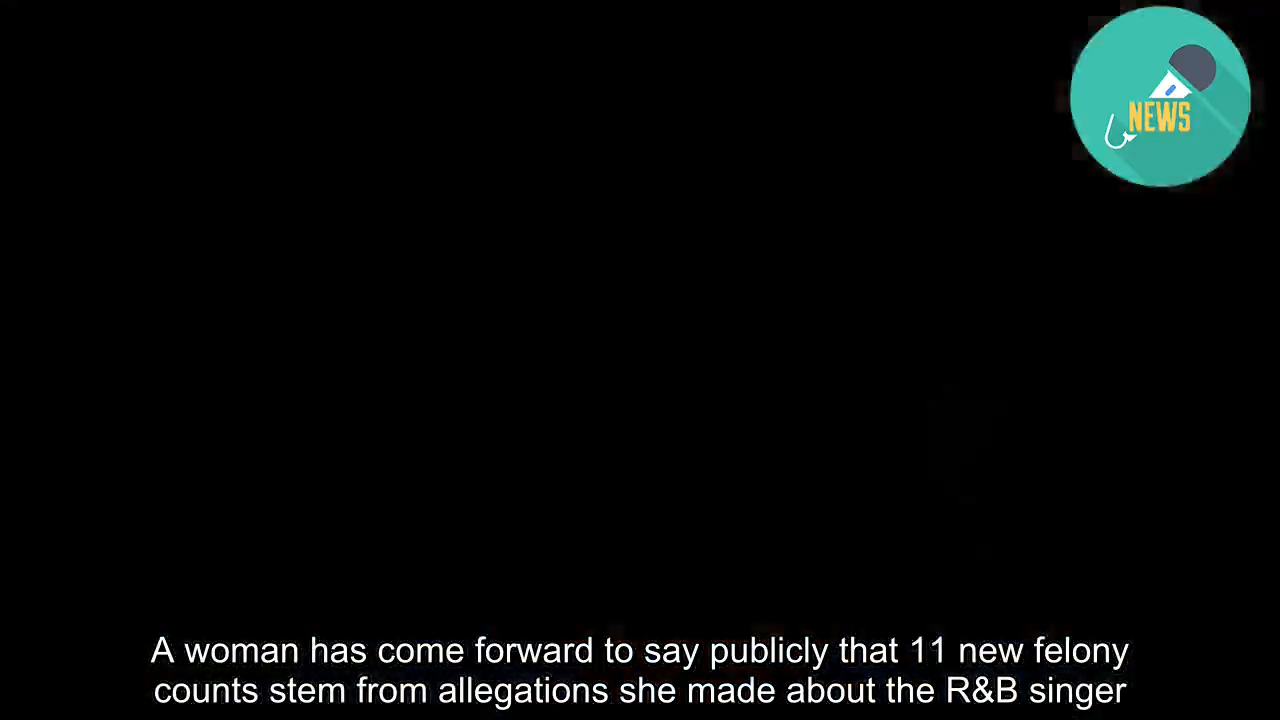 NEWS
A woman has come forward to say publicly that 11 new felony
counts stem from allegations she made about the R&B singer